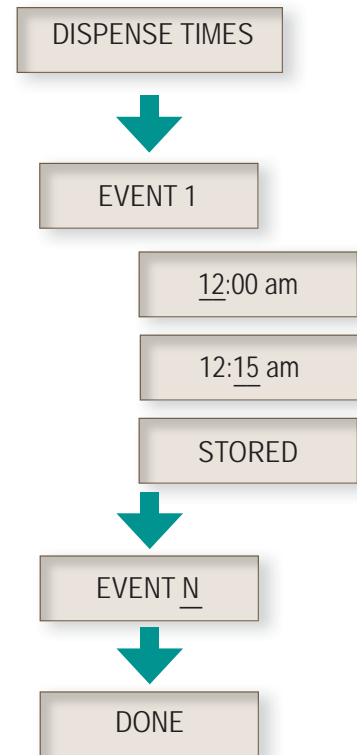 DISPENSE TIMES
EVENT 1
12:00 am
12:15 am
STORED
EVENT N
DONE